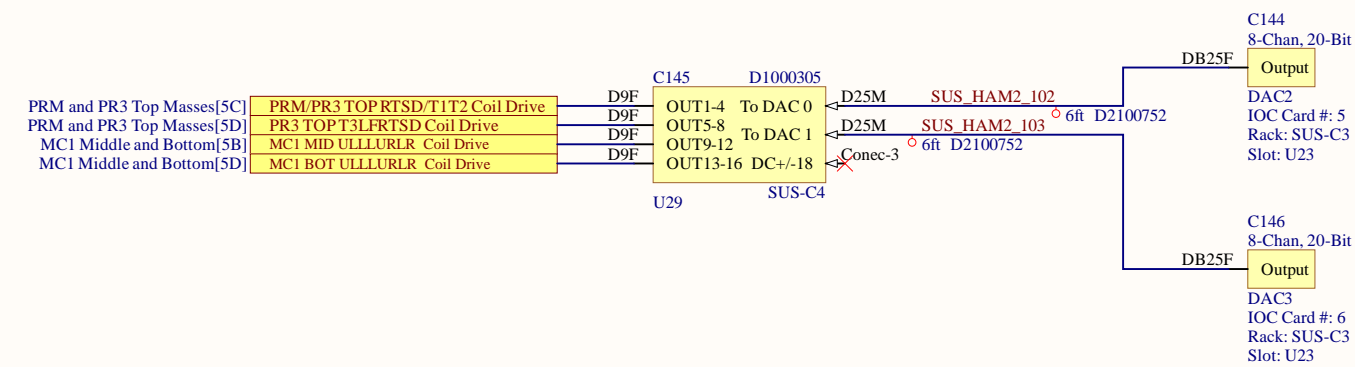 C144
8-Chan, 20-Bit
DB25F
Output
C145 D1000305
DAC2
IOC Card #: 5
Rack: SUS-C3
Slot: U23
PRM and PR3 Top Masses[5C] PRM/PR3 TOP RTSD/T1T2 Coil Drive D9F OUT1-4 To DAC 0 D25M SUS_HAM2_102
6ft D2100752
PRM and PR3 Top Masses[5D] PR3 TOP T3LFRTSD Coil Drive D9F OUT5-8 To DAC 1 D25M SUS_HAM2_103
6ft D2100752
MC1 Middle and Bottom[5B] MC1 MID ULLLURLR Coil Drive D9F OUT9-12
MC1 Middle and Bottom[5D] MC1 BOT ULLLURLR Coil Drive D9F OUT13-16 DC+/-18 Conec-3
U29 SUS-C4
C146
8-Chan, 20-Bit
DB25F
Output
DAC3
IOC Card #: 6
Rack: SUS-C3
Slot: U23